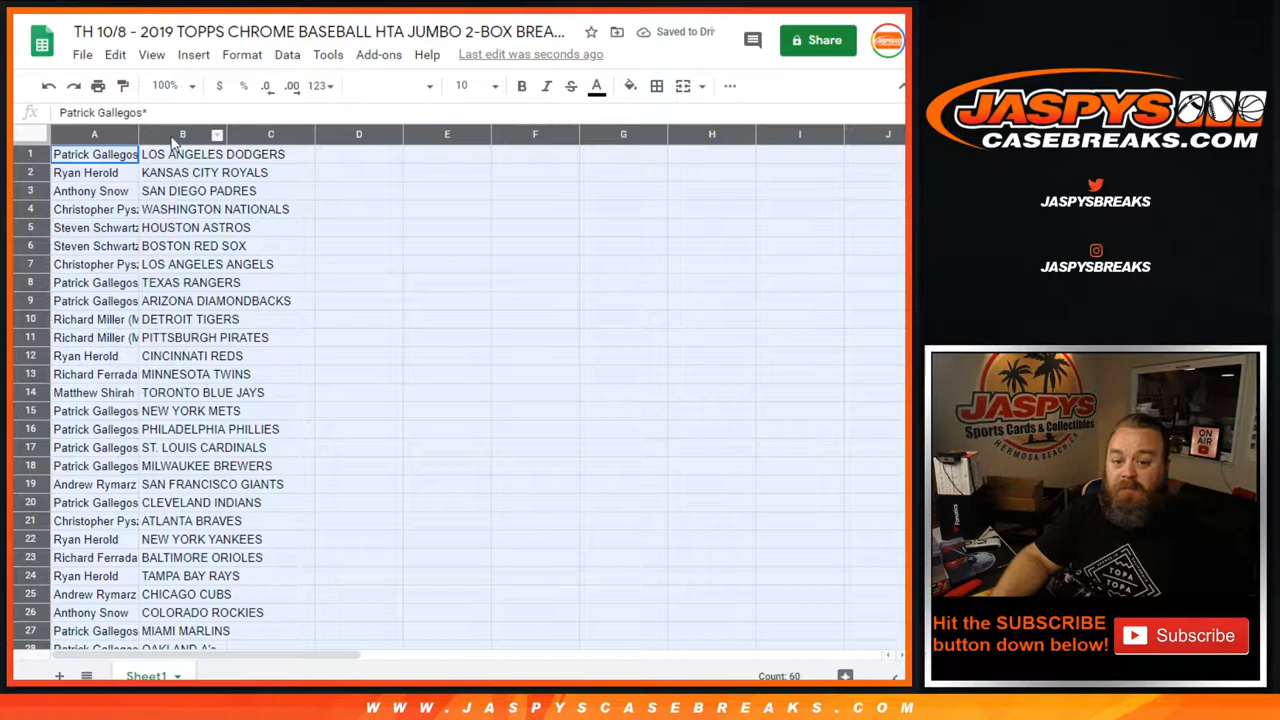 TH 10/8 - 2019 TOPPS CHROME BASEBALL HTA JUMBO 2-BOX BREA...
Saved to Dri
Share
File Edit View Insert Format Data Tools Add-ons Help Last edit was seconds ago
100% $ % .0 .00 123 10 B I S A
fx Patrick Gallegos*
A B C D E F G H I J
1 Patrick Gallegos LOS ANGELES DODGERS
2 Ryan Herold KANSAS CITY ROYALS
3 Anthony Snow SAN DIEGO PADRES
4 Christopher Pys WASHINGTON NATIONALS
5 Steven Schwartz HOUSTON ASTROS
6 Steven Schwartz BOSTON RED SOX
7 Christopher Pys LOS ANGELES ANGELS
8 Patrick Gallegos TEXAS RANGERS
9 Patrick Gallegos ARIZONA DIAMONDBACKS
10 Richard Miller (M DETROIT TIGERS
11 Richard Miller (M PITTSBURGH PIRATES
12 Ryan Herold CINCINNATI REDS
13 Richard Ferrada MINNESOTA TWINS
14 Matthew Shirah TORONTO BLUE JAYS
15 Patrick Gallegos NEW YORK METS
16 Patrick Gallegos PHILADELPHIA PHILLIES
17 Patrick Gallegos ST. LOUIS CARDINALS
18 Patrick Gallegos MILWAUKEE BREWERS
19 Andrew Rymarz SAN FRANCISCO GIANTS
20 Patrick Gallegos CLEVELAND INDIANS
21 Christopher Pys ATLANTA BRAVES
22 Ryan Herold NEW YORK YANKEES
23 Richard Ferrada BALTIMORE ORIOLES
24 Ryan Herold TAMPA BAY RAYS
25 Andrew Rymarz CHICAGO CUBS
26 Anthony Snow COLORADO ROCKIES
27 Patrick Gallegos MIAMI MARLINS
28 Patrick Gallegos OAKLAND A's
Sheet1
Count: 60
JASPYS
CASEBREAKS.COM
JASPYSBREAKS
JASPYSBREAKS
JASPYS
Sports Cards & Collectibles
HERMOSA BEACH, CA
ON
AIR
Fanatics
TOPA
TOPA
Hit the SUBSCRIBE
button down below!
Subscribe
WWW.JASPYSCASEBREAKS.COM